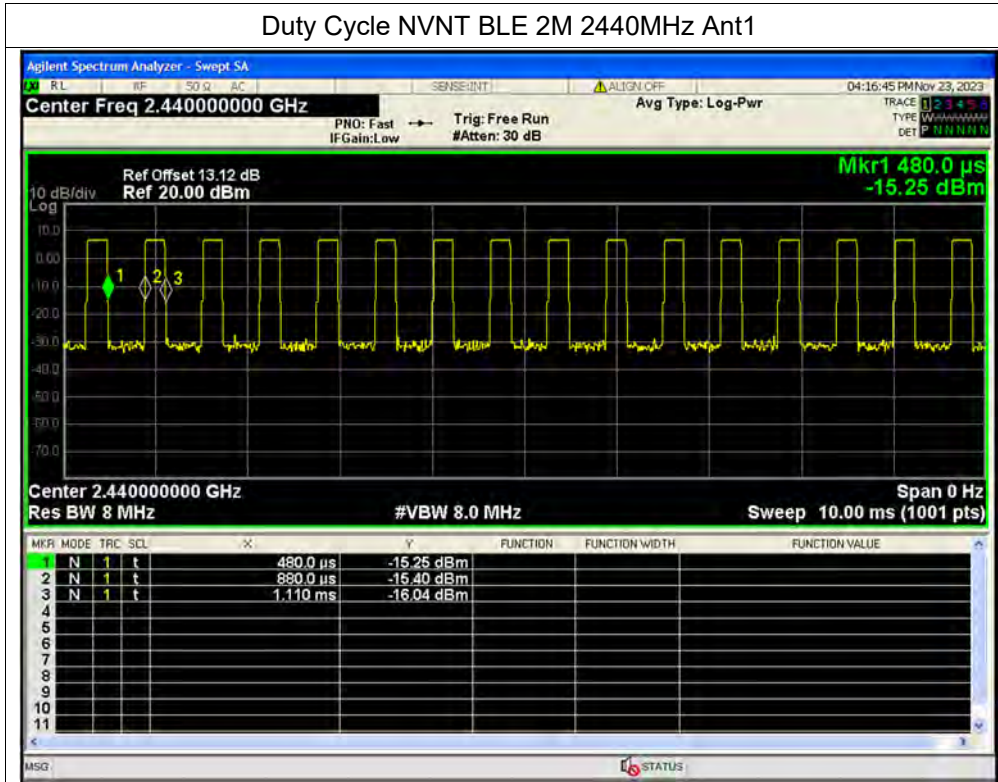 Duty Cycle NVNT BLE 2M 2440MHz Ant1
Agilent Spectrum Analyzer - Swept SA
LXI RL RF 50 Ω AC SENSE:INT ALIGN OFF 04:16:45 PM Nov 23, 2023
Center Freq 2.440000000 GHz Avg Type: Log-Pwr TRACE 1 2 3 4 5 6
PNO: Fast Trig: Free Run TYPE W
IFGain:Low #Atten: 30 dB DET P N N N N N
Mkr1 480.0 µs
Ref Offset 13.12 dB
10 dB/div Ref 20.00 dBm -15.25 dBm
Log
10.0
0.00
1 2 3
-10.0
-20.0
-30.0
-40.0
-50.0
-60.0
-70.0
Center 2.440000000 GHz Span 0 Hz
Res BW 8 MHz #VBW 8.0 MHz Sweep 10.00 ms (1001 pts)
MKR MODE TRC SCL X Y FUNCTION FUNCTION WIDTH FUNCTION VALUE
1 N 1 t 480.0 µs -15.25 dBm
2 N 1 t 880.0 µs -15.40 dBm
3 N 1 t 1.110 ms -16.04 dBm
4
5
6
7
8
9
10
11
MSG STATUS